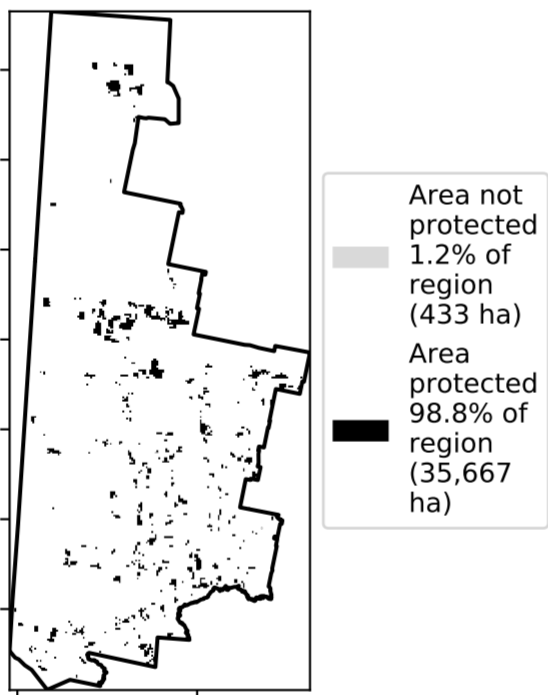 Area not
protected
1.2% of
region
(433 ha)
Area
protected
98.8% of
region
(35,667
ha)